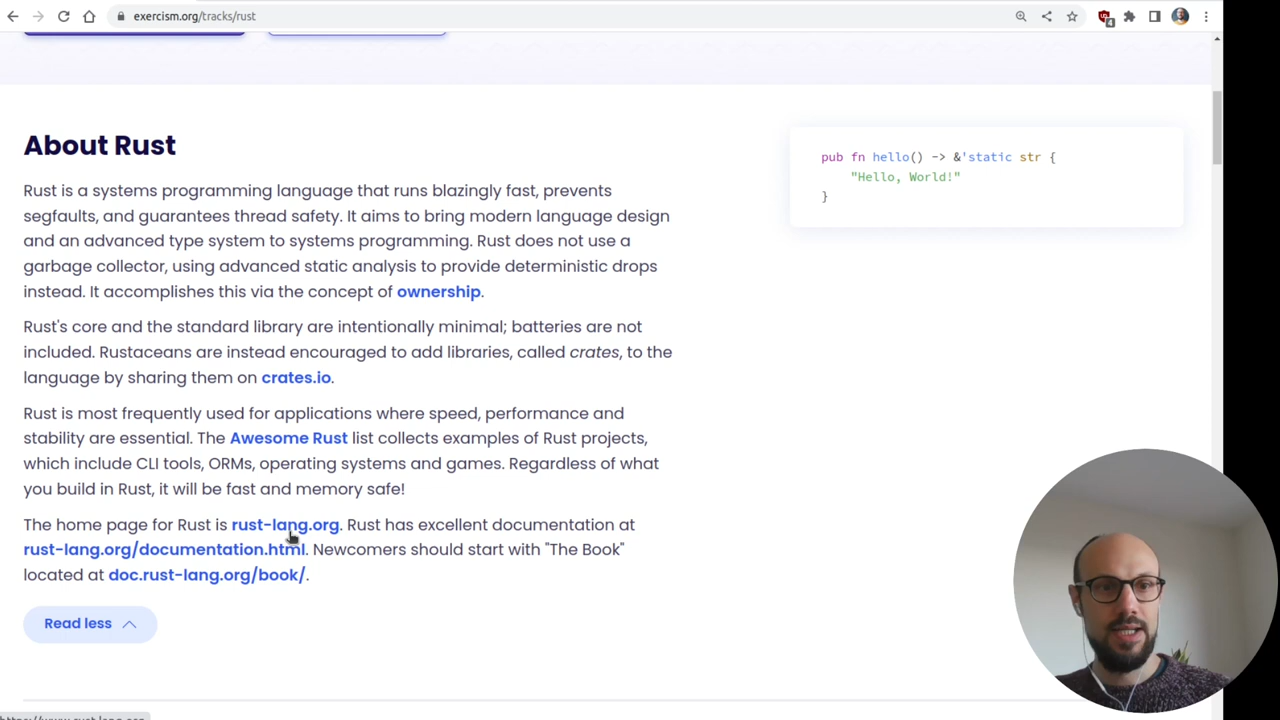 exercism.org/tracks/rust
4
About Rust
pub fn hello() -> &'static str {
"Hello, World!"
}
Rust is a systems programming language that runs blazingly fast, prevents
segfaults, and guarantees thread safety. It aims to bring modern language design
and an advanced type system to systems programming. Rust does not use a
garbage collector, using advanced static analysis to provide deterministic drops
instead. It accomplishes this via the concept of ownership.
Rust's core and the standard library are intentionally minimal; batteries are not
included. Rustaceans are instead encouraged to add libraries, called crates, to the
language by sharing them on crates.io.
Rust is most frequently used for applications where speed, performance and
stability are essential. The Awesome Rust list collects examples of Rust projects,
which include CLI tools, ORMs, operating systems and games. Regardless of what
you build in Rust, it will be fast and memory safe!
The home page for Rust is rust-lang.org. Rust has excellent documentation at
rust-lang.org/documentation.html. Newcomers should start with "The Book"
located at doc.rust-lang.org/book/.
Read less